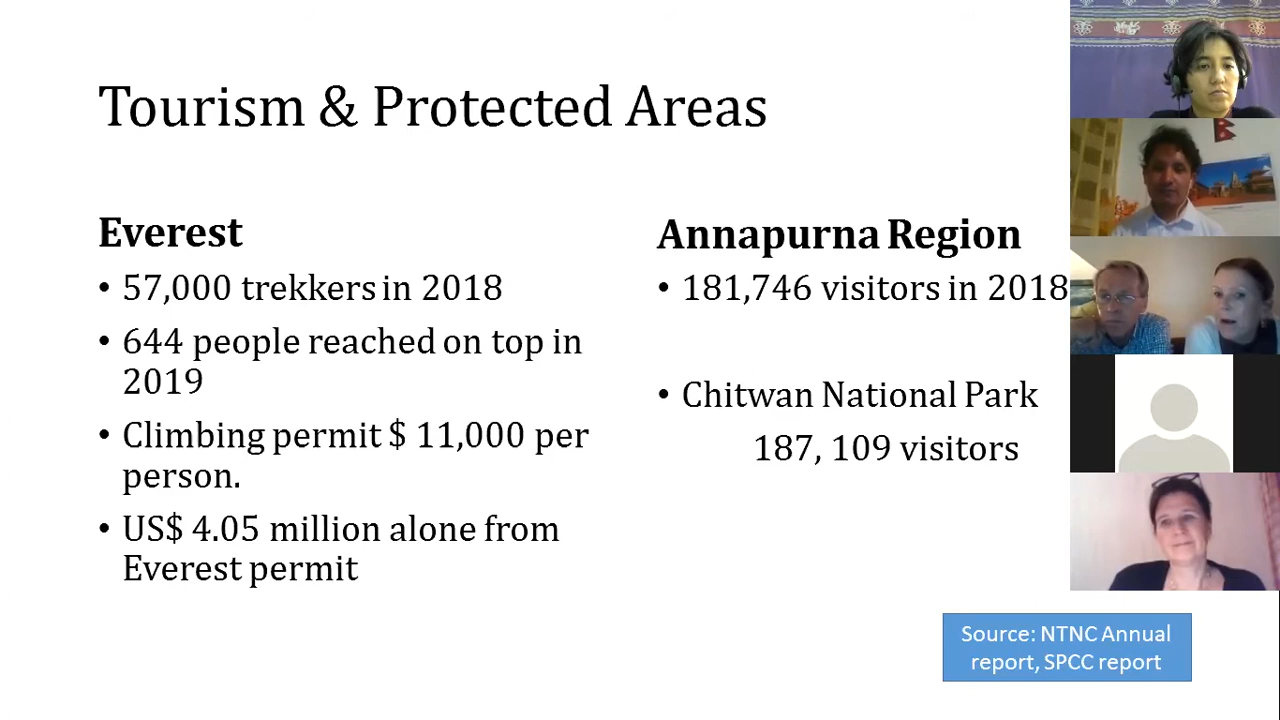 Tourism & Protected Areas
Everest
• 57,000 trekkers in 2018
• 644 people reached on top in
2019
• Climbing permit $ 11,000 per
person.
• US$ 4.05 million alone from
Everest permit
Annapurna Region
• 181,746 visitors in 2018
• Chitwan National Park
187, 109 visitors
Source: NTNC Annual
report, SPCC report